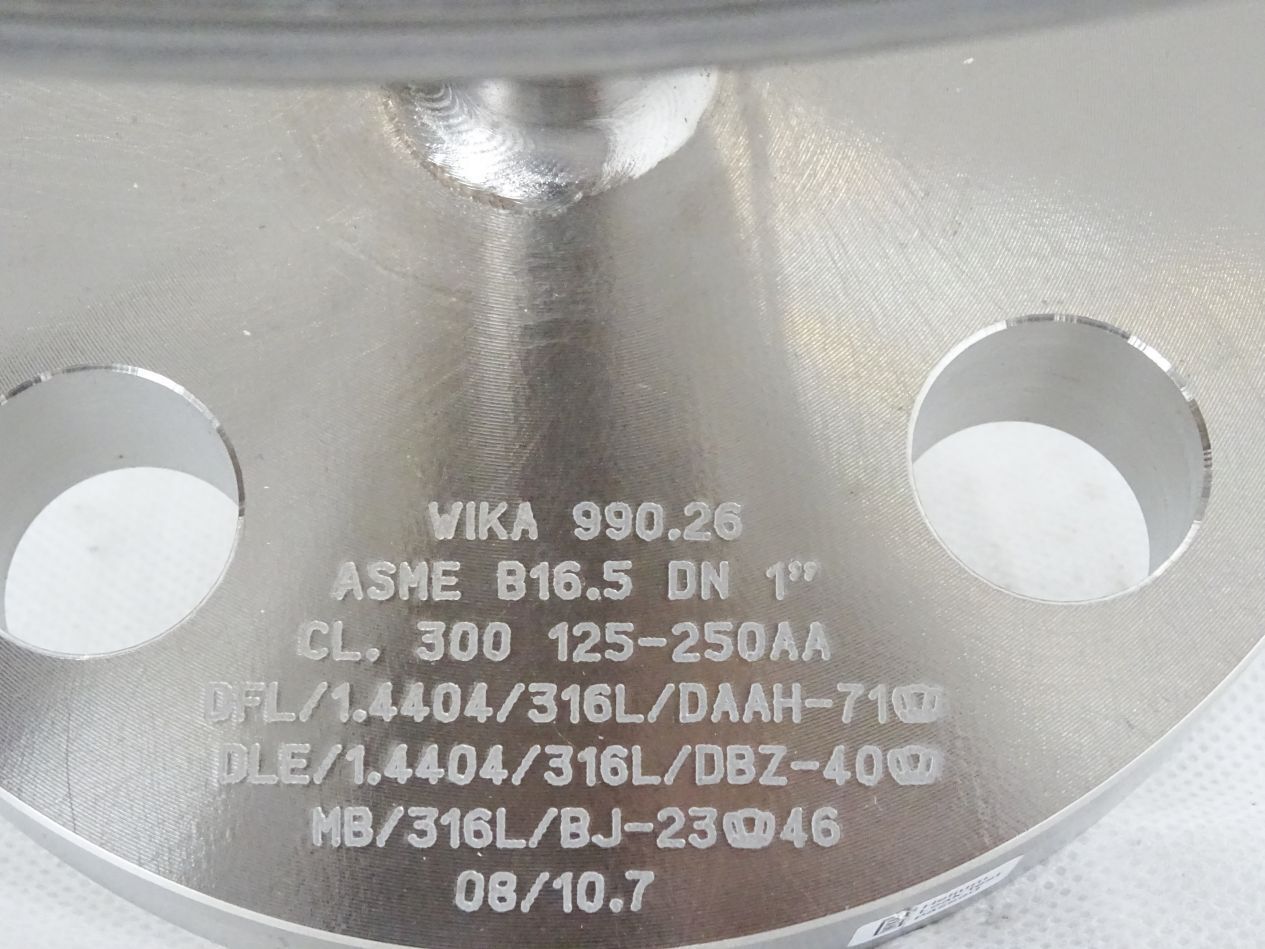 WIKA 990.26
ASME B16.5 DN 1”
CL. 300 125-250AA
DFL/1.4404/316L/DAAH-71
DLE/1.4404/316L/DBZ-40
MB/316L/BJ-23 46
08/10.7